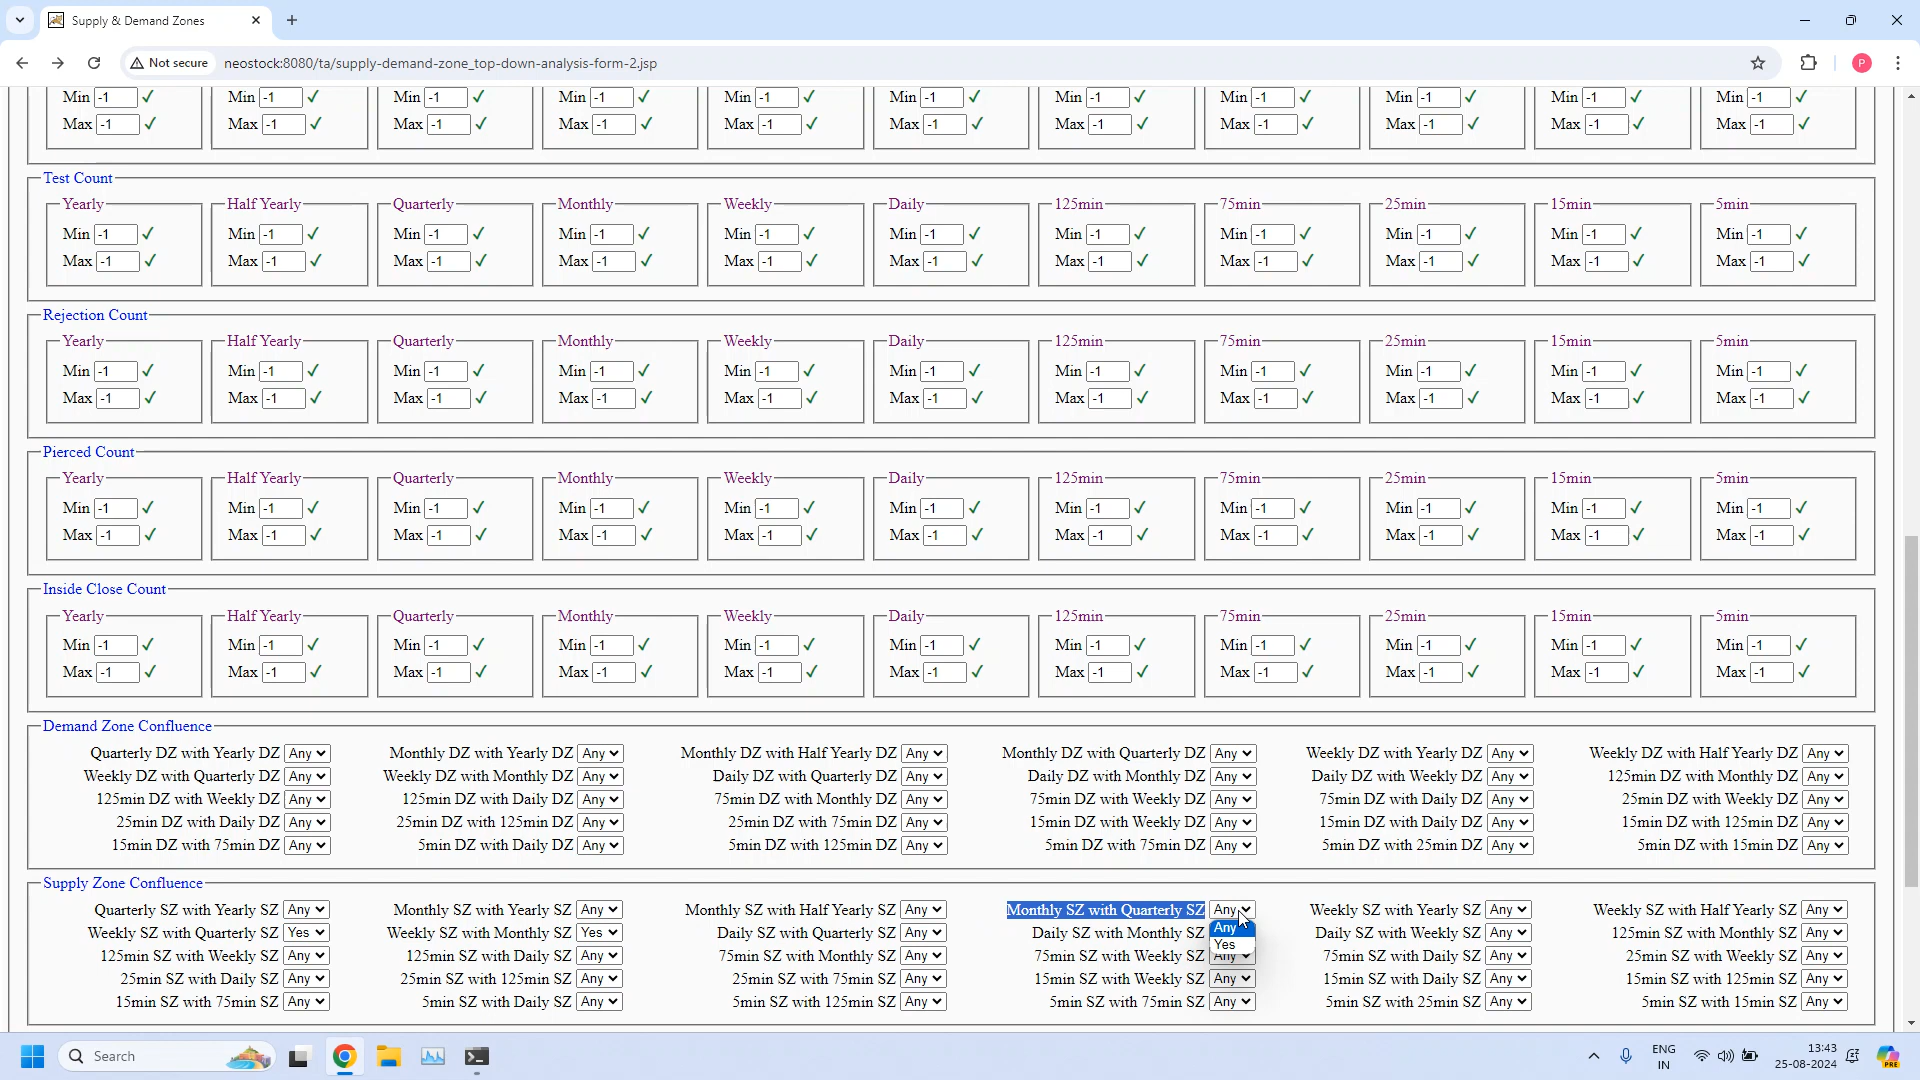 Supply & Demand Zones
Not secure neostock:8080/ta/supply-demand-zone_top-down-analysis-form-2.jsp P
Min -1 ✓ Min -1 ✓ Min -1 ✓ Min -1 ✓ Min -1 ✓ Min -1 ✓ Min -1 ✓ Min -1 ✓ Min -1 ✓ Min -1 ✓ Min -1 ✓
Max -1 ✓ Max -1 ✓ Max -1 ✓ Max -1 ✓ Max -1 ✓ Max -1 ✓ Max -1 ✓ Max -1 ✓ Max -1 ✓ Max -1 ✓ Max -1 ✓
Test Count
Yearly Half Yearly Quarterly Monthly Weekly Daily 125min 75min 25min 15min 5min
Min -1 ✓ Min -1 ✓ Min -1 ✓ Min -1 ✓ Min -1 ✓ Min -1 ✓ Min -1 ✓ Min -1 ✓ Min -1 ✓ Min -1 ✓ Min -1 ✓
Max -1 ✓ Max -1 ✓ Max -1 ✓ Max -1 ✓ Max -1 ✓ Max -1 ✓ Max -1 ✓ Max -1 ✓ Max -1 ✓ Max -1 ✓ Max -1 ✓
Rejection Count
Yearly Half Yearly Quarterly Monthly Weekly Daily 125min 75min 25min 15min 5min
Min -1 ✓ Min -1 ✓ Min -1 ✓ Min -1 ✓ Min -1 ✓ Min -1 ✓ Min -1 ✓ Min -1 ✓ Min -1 ✓ Min -1 ✓ Min -1 ✓
Max -1 ✓ Max -1 ✓ Max -1 ✓ Max -1 ✓ Max -1 ✓ Max -1 ✓ Max -1 ✓ Max -1 ✓ Max -1 ✓ Max -1 ✓ Max -1 ✓
Pierced Count
Yearly Half Yearly Quarterly Monthly Weekly Daily 125min 75min 25min 15min 5min
Min -1 ✓ Min -1 ✓ Min -1 ✓ Min -1 ✓ Min -1 ✓ Min -1 ✓ Min -1 ✓ Min -1 ✓ Min -1 ✓ Min -1 ✓ Min -1 ✓
Max -1 ✓ Max -1 ✓ Max -1 ✓ Max -1 ✓ Max -1 ✓ Max -1 ✓ Max -1 ✓ Max -1 ✓ Max -1 ✓ Max -1 ✓ Max -1 ✓
Inside Close Count
Yearly Half Yearly Quarterly Monthly Weekly Daily 125min 75min 25min 15min 5min
Min -1 ✓ Min -1 ✓ Min -1 ✓ Min -1 ✓ Min -1 ✓ Min -1 ✓ Min -1 ✓ Min -1 ✓ Min -1 ✓ Min -1 ✓ Min -1 ✓
Max -1 ✓ Max -1 ✓ Max -1 ✓ Max -1 ✓ Max -1 ✓ Max -1 ✓ Max -1 ✓ Max -1 ✓ Max -1 ✓ Max -1 ✓ Max -1 ✓
Demand Zone Confluence
Quarterly DZ with Yearly DZ Any Monthly DZ with Yearly DZ Any Monthly DZ with Half Yearly DZ Any Monthly DZ with Quarterly DZ Any Weekly DZ with Yearly DZ Any Weekly DZ with Half Yearly DZ Any
Weekly DZ with Quarterly DZ Any Weekly DZ with Monthly DZ Any Daily DZ with Quarterly DZ Any Daily DZ with Monthly DZ Any Daily DZ with Weekly DZ Any 125min DZ with Monthly DZ Any
125min DZ with Weekly DZ Any 125min DZ with Daily DZ Any 75min DZ with Monthly DZ Any 75min DZ with Weekly DZ Any 75min DZ with Daily DZ Any 25min DZ with Weekly DZ Any
25min DZ with Daily DZ Any 25min DZ with 125min DZ Any 25min DZ with 75min DZ Any 15min DZ with Weekly DZ Any 15min DZ with Daily DZ Any 15min DZ with 125min DZ Any
15min DZ with 75min DZ Any 5min DZ with Daily DZ Any 5min DZ with 125min DZ Any 5min DZ with 75min DZ Any 5min DZ with 25min DZ Any 5min DZ with 15min DZ Any
Supply Zone Confluence
Quarterly SZ with Yearly SZ Any Monthly SZ with Yearly SZ Any Monthly SZ with Half Yearly SZ Any Monthly SZ with Quarterly SZ Any Weekly SZ with Yearly SZ Any Weekly SZ with Half Yearly SZ Any
Weekly SZ with Quarterly SZ Yes Weekly SZ with Monthly SZ Yes Daily SZ with Quarterly SZ Any Daily SZ with Monthly SZ Any Daily SZ with Weekly SZ Any 125min SZ with Monthly SZ Any
Yes
125min SZ with Weekly SZ Any 125min SZ with Daily SZ Any 75min SZ with Monthly SZ Any 75min SZ with Weekly SZ Any 75min SZ with Daily SZ Any 25min SZ with Weekly SZ Any
25min SZ with Daily SZ Any 25min SZ with 125min SZ Any 25min SZ with 75min SZ Any 15min SZ with Weekly SZ Any 15min SZ with Daily SZ Any 15min SZ with 125min SZ Any
15min SZ with 75min SZ Any 5min SZ with Daily SZ Any 5min SZ with 125min SZ Any 5min SZ with 75min SZ Any 5min SZ with 25min SZ Any 5min SZ with 15min SZ Any
Search ENG 13:43
IN 25-08-2024 PRE